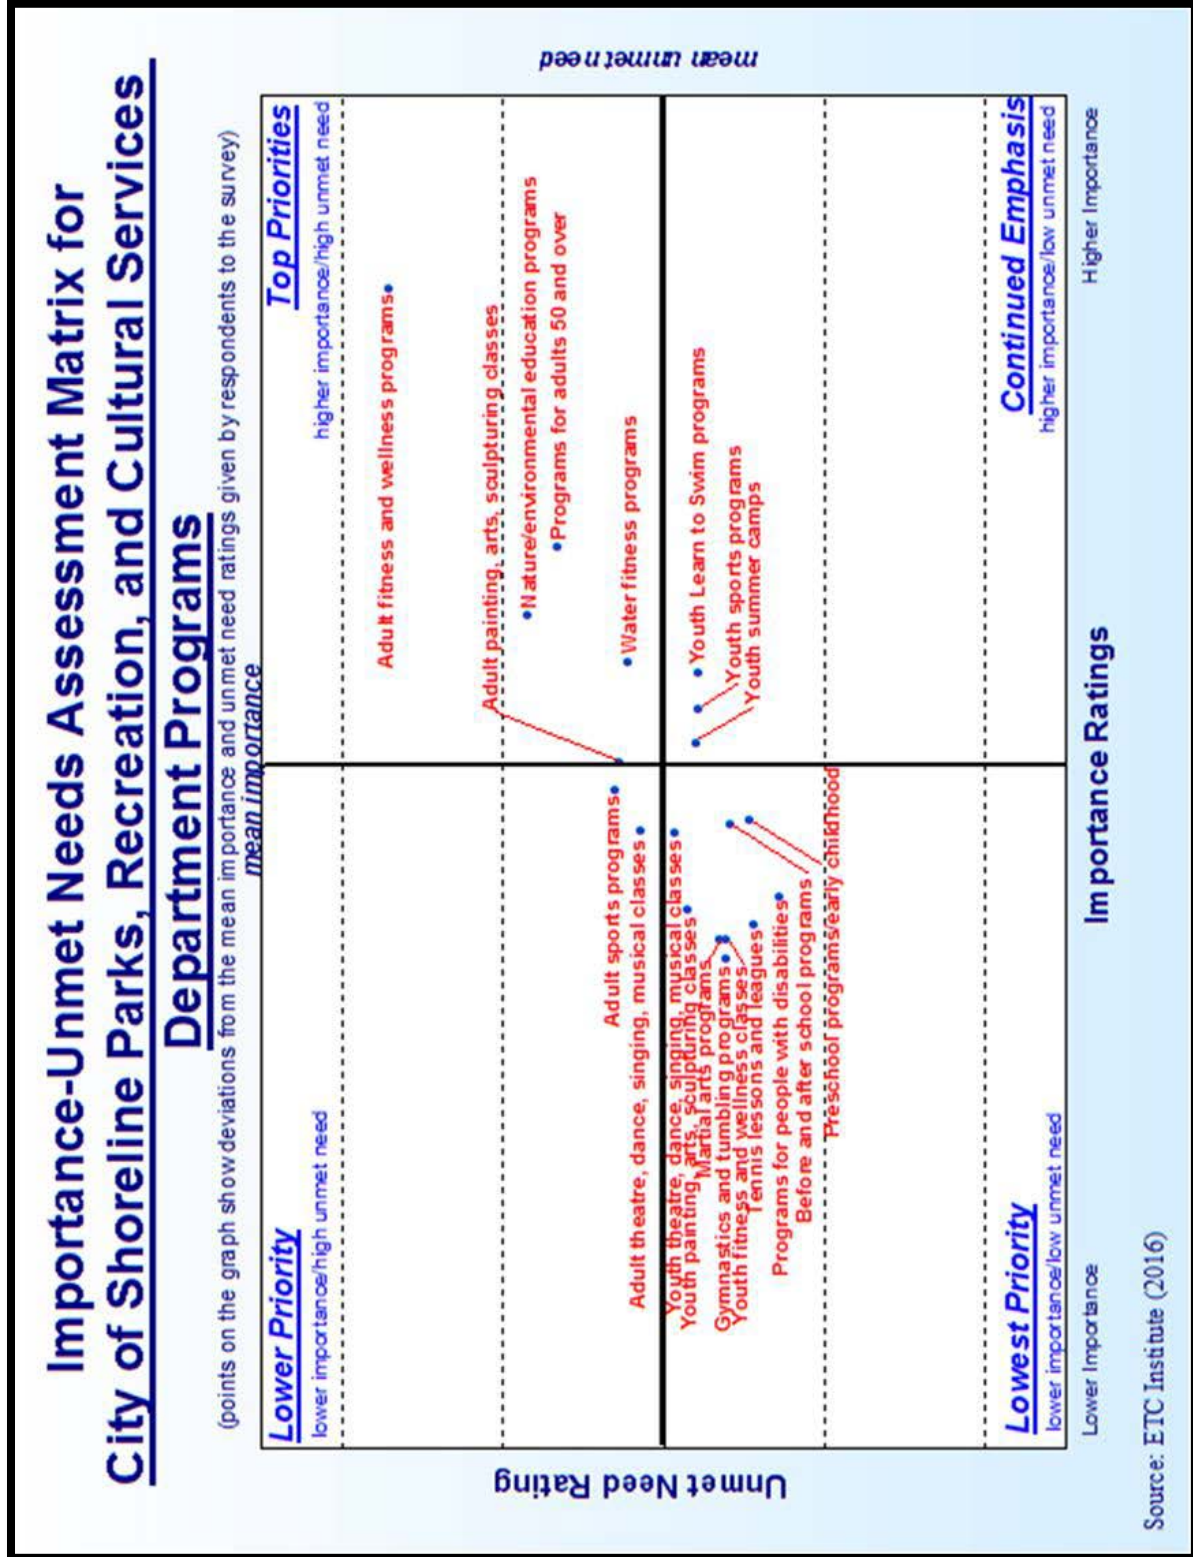 Importance-Unmet Needs Assessment Matrix for
City of Shoreline Parks, Recreation, and Cultural Services
Department Programs
(points on the graph show deviations from the mean importance and unmet need ratings given by respondents to the survey)
mean importance
Lower Priority
lower importance/high unmet need
Top Priorities
higher importance/high unmet need
Adult fitness and wellness programs
Adult painting, arts, sculpturing classes
Nature/environmental education programs
Programs for adults 50 and over
Adult sports programs
Water fitness programs
Adult theatre, dance, singing, musical classes
Unmet Need Rating
mean unmet need
Youth theatre, dance, singing, musical classes
Youth painting, arts, sculpturing classes
Martial arts programs
Gymnastics and tumbling programs
Youth fitness and wellness classes
Tennis lessons and leagues
Programs for people with disabilities
Before and after school programs
Preschool programs/early childhood
Youth Learn to Swim programs
Youth sports programs
Youth summer camps
Lowest Priority
lower importance/low unmet need
Continued Emphasis
higher importance/low unmet need
Lower Importance
Importance Ratings
Higher Importance
Source: ETC Institute (2016)